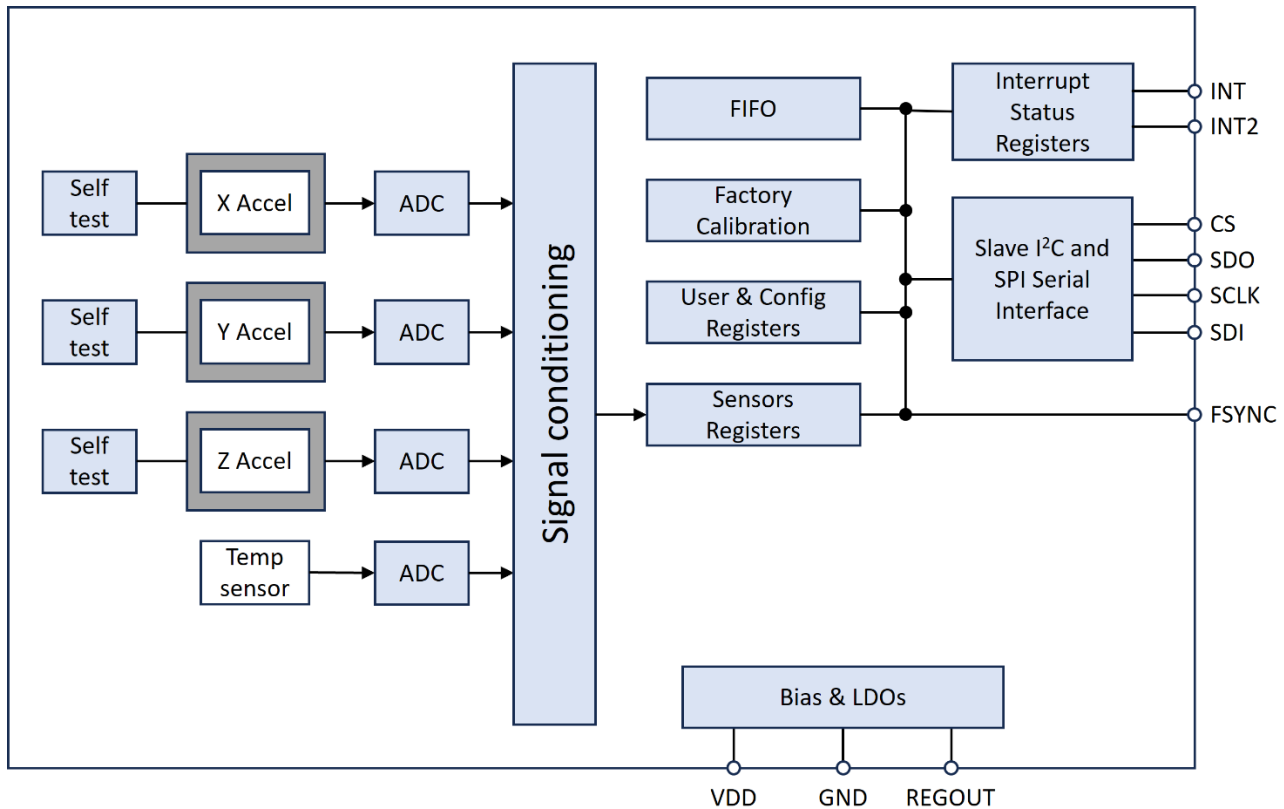 FIFO
Interrupt
Status
Registers
INT
INT2
Self
test
X Accel
ADC
Factory
Calibration
Slave I²C and
SPI Serial
Interface
CS
SDO
SCLK
SDI
Self
test
Y Accel
ADC
User & Config
Registers
Signal conditioning
Sensors
Registers
FSYNC
Self
test
Z Accel
ADC
Temp
sensor
ADC
Bias & LDOs
VDD
GND
REGOUT